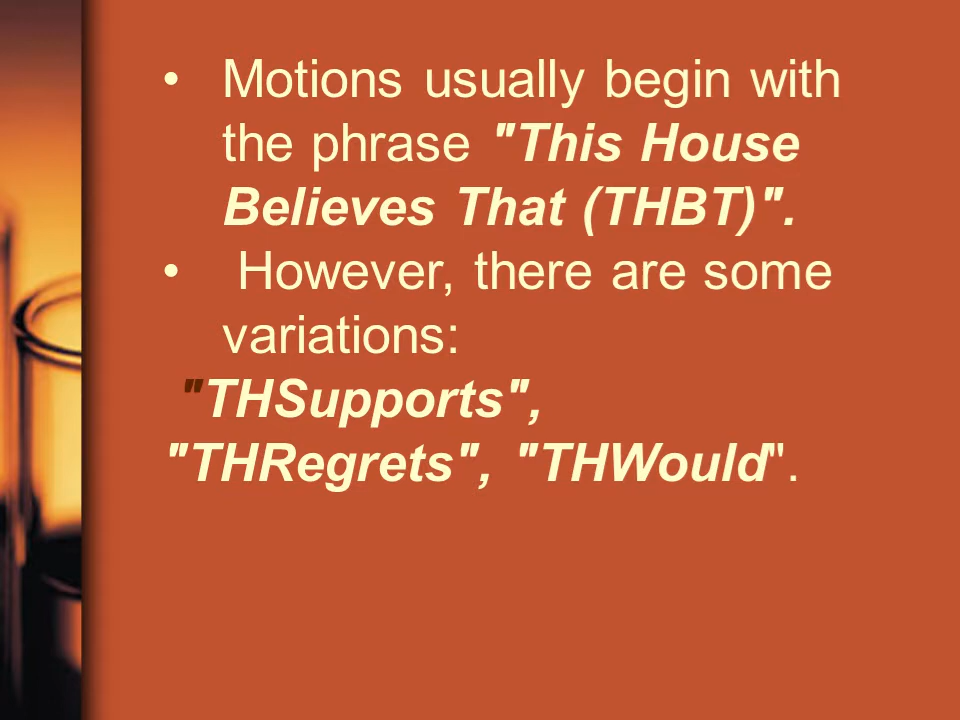 • Motions usually begin with
the phrase "This House
Believes That (THBT)".
• However, there are some
variations:
"THSupports",
"THRegrets", "THWould".